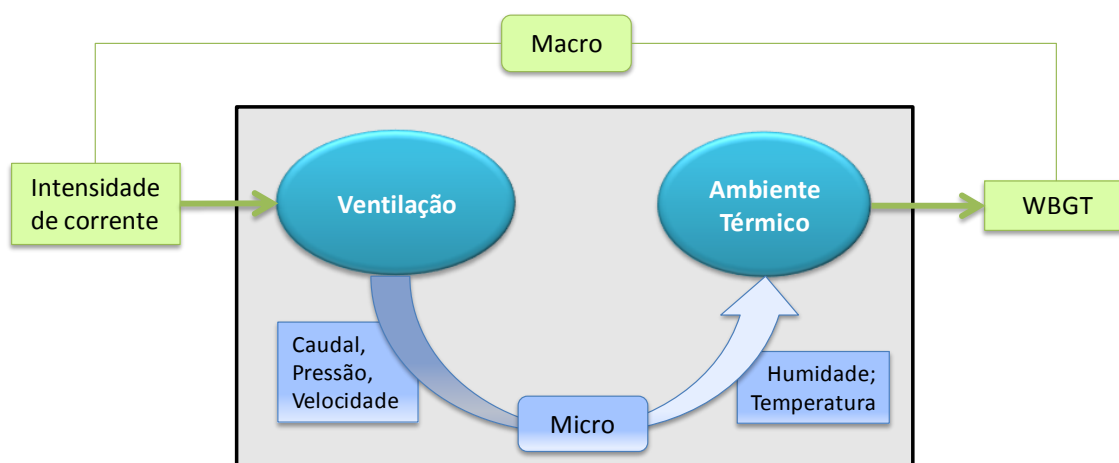 Macro
Intensidade
de corrente
Ventilação
Ambiente
Térmico
WBGT
Caudal,
Pressão,
Velocidade
Humidade;
Temperatura
Micro